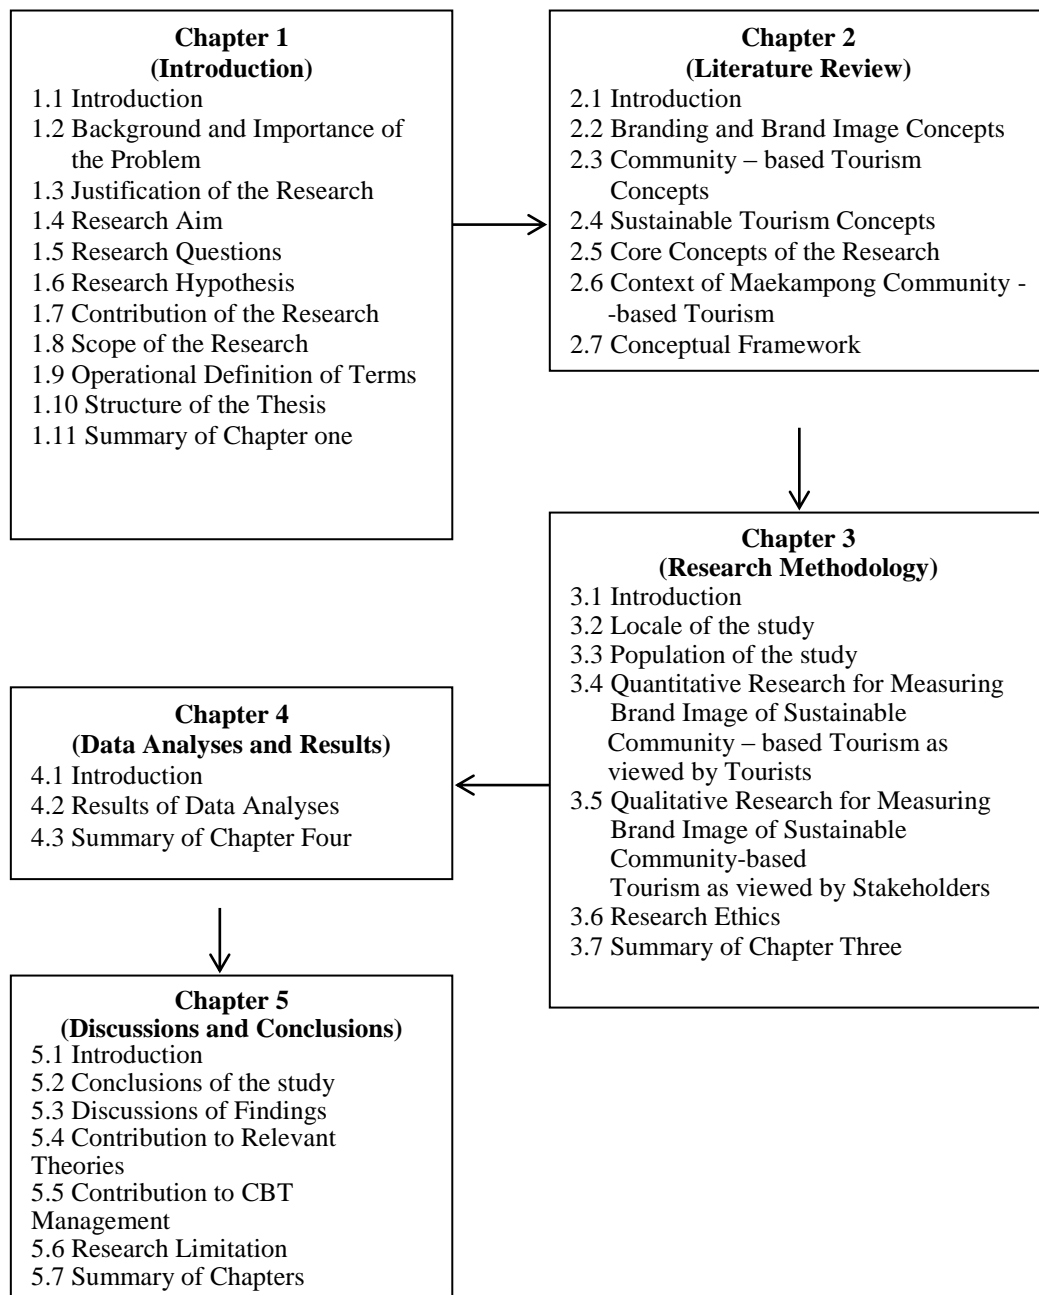 Chapter 1
(Introduction)
1.1 Introduction
1.2 Background and Importance of
the Problem
1.3 Justification of the Research
1.4 Research Aim
1.5 Research Questions
1.6 Research Hypothesis
1.7 Contribution of the Research
1.8 Scope of the Research
1.9 Operational Definition of Terms
1.10 Structure of the Thesis
1.11 Summary of Chapter one
Chapter 2
(Literature Review)
2.1 Introduction
2.2 Branding and Brand Image Concepts
2.3 Community – based Tourism
Concepts
2.4 Sustainable Tourism Concepts
2.5 Core Concepts of the Research
2.6 Context of Maekampong Community -
-based Tourism
2.7 Conceptual Framework
Chapter 3
(Research Methodology)
3.1 Introduction
3.2 Locale of the study
3.3 Population of the study
3.4 Quantitative Research for Measuring
Brand Image of Sustainable
Community – based Tourism as
viewed by Tourists
3.5 Qualitative Research for Measuring
Brand Image of Sustainable
Community-based
Tourism as viewed by Stakeholders
3.6 Research Ethics
3.7 Summary of Chapter Three
Chapter 4
(Data Analyses and Results)
4.1 Introduction
4.2 Results of Data Analyses
4.3 Summary of Chapter Four
Chapter 5
(Discussions and Conclusions)
5.1 Introduction
5.2 Conclusions of the study
5.3 Discussions of Findings
5.4 Contribution to Relevant
Theories
5.5 Contribution to CBT
Management
5.6 Research Limitation
5.7 Summary of Chapters